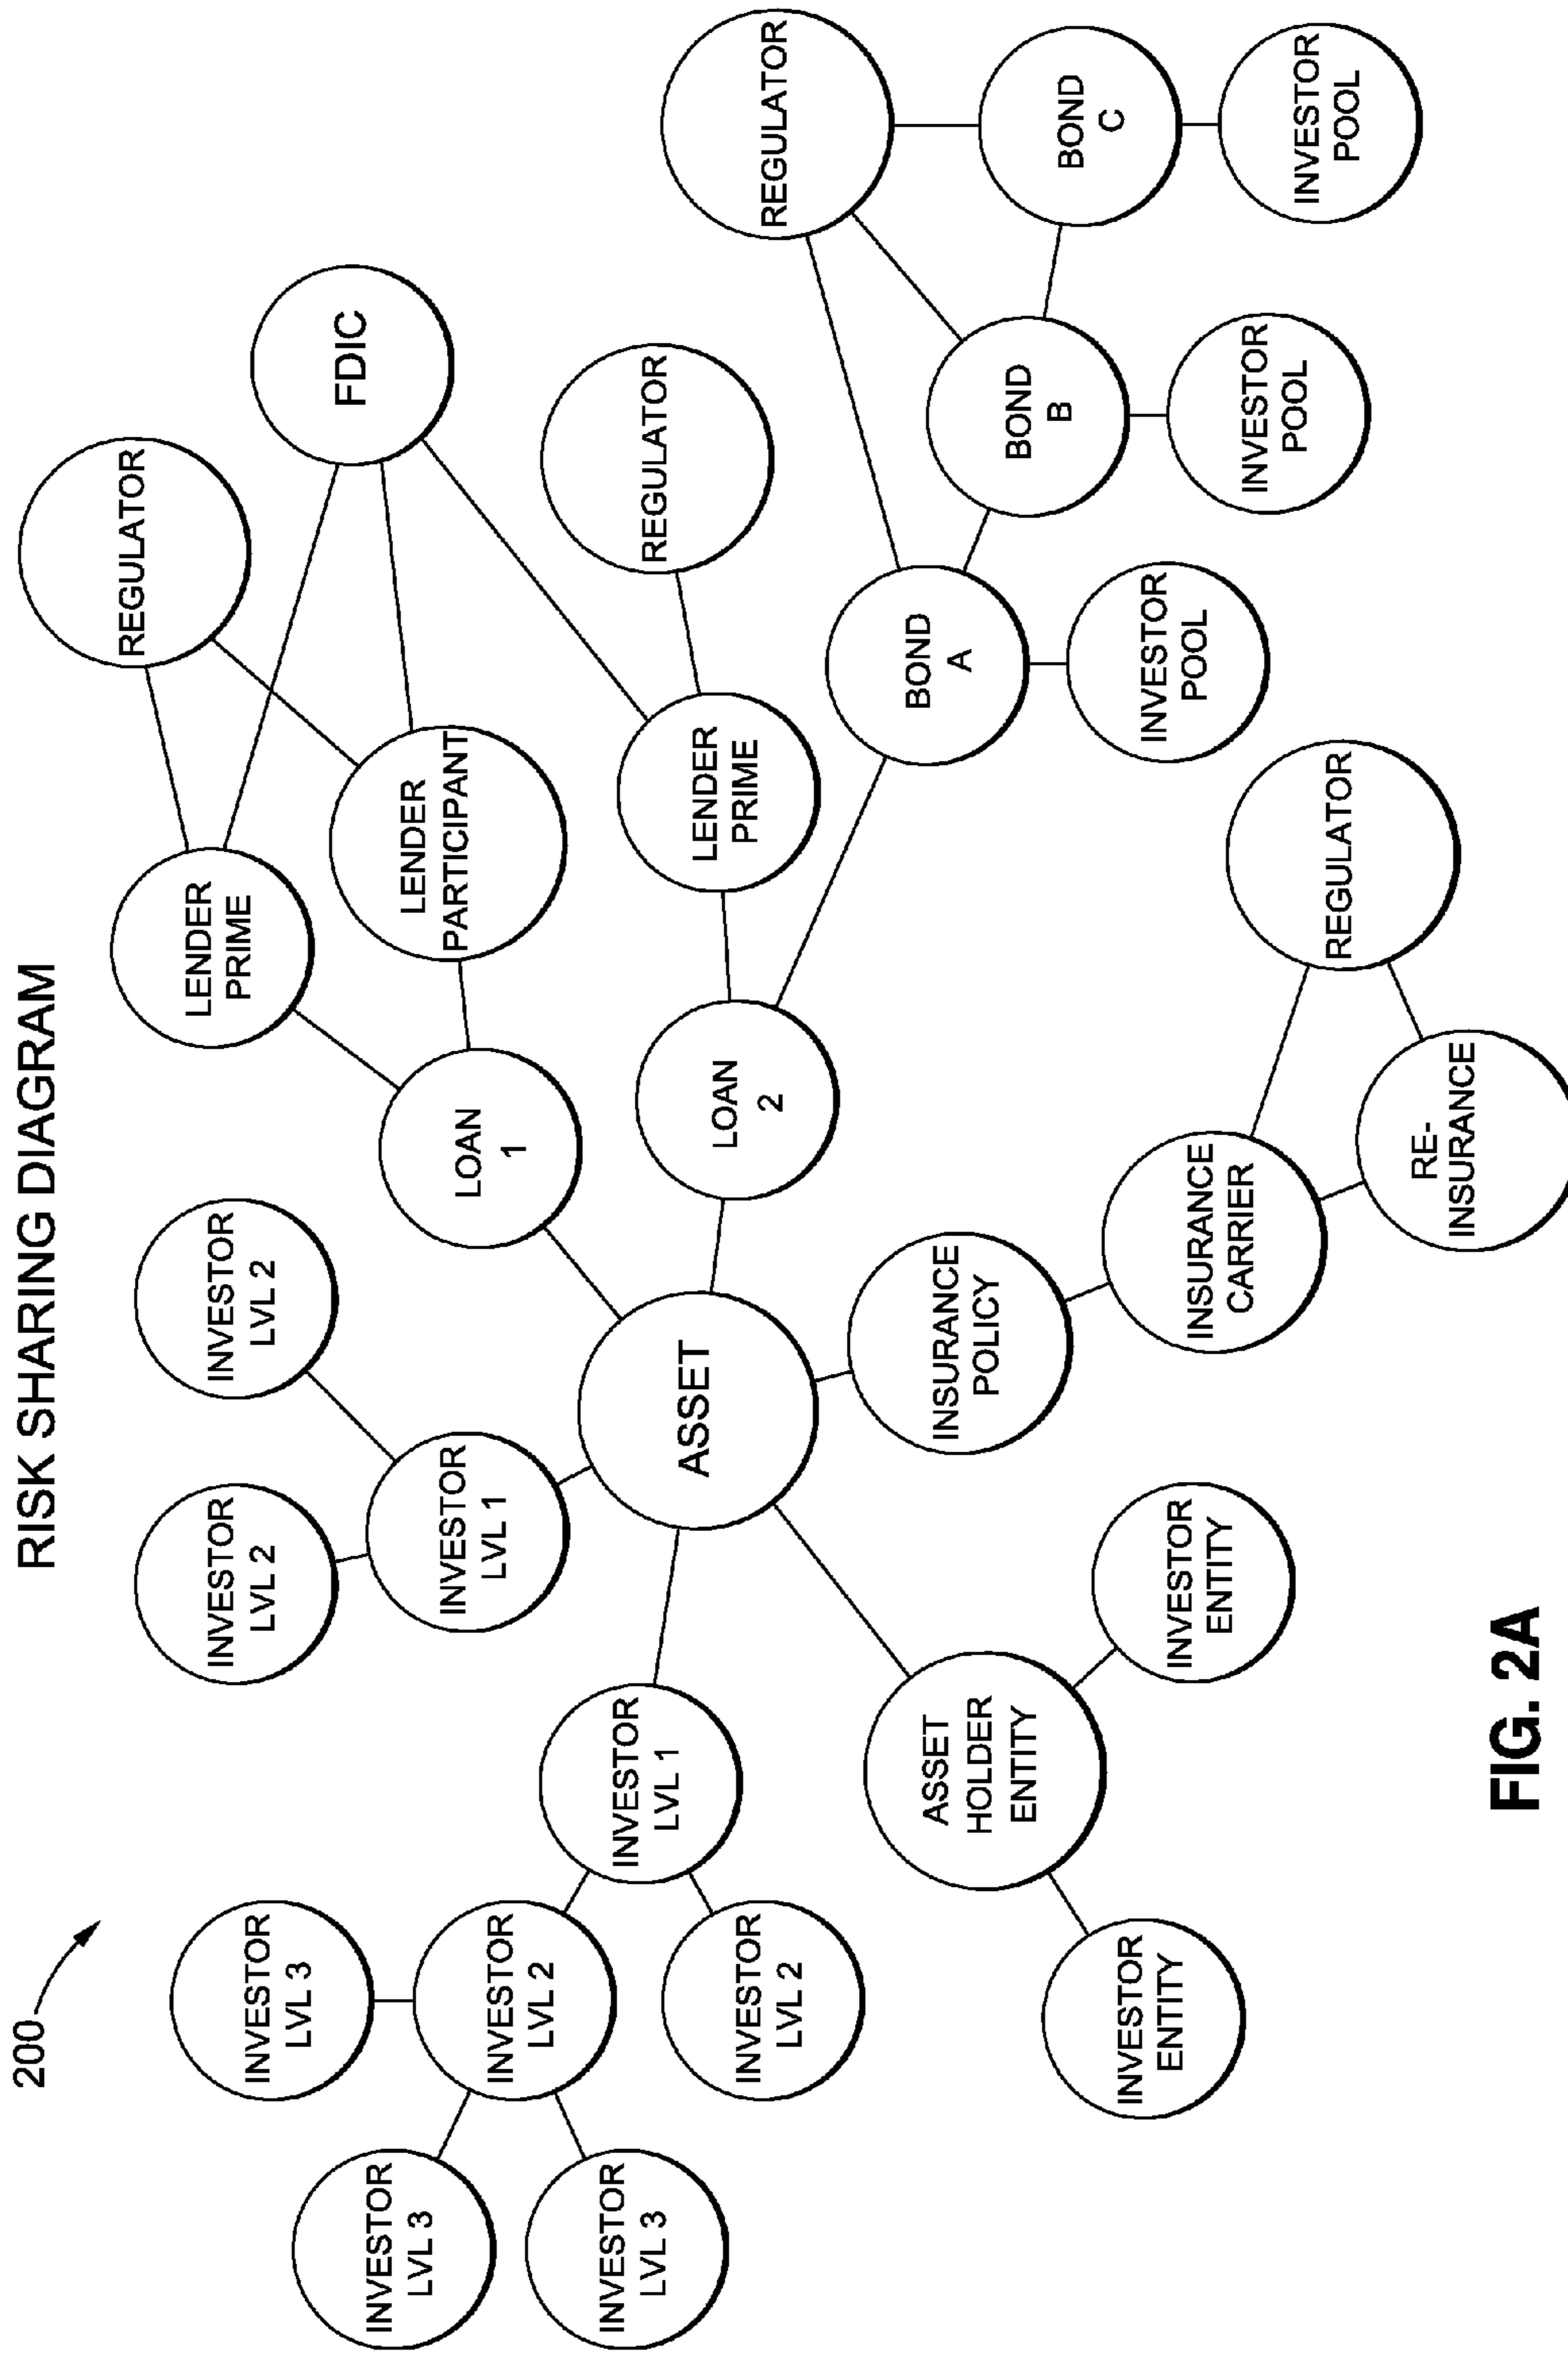 RISK SHARING DIAGRAM
200
REGULATOR
FDIC
LENDER
PRIME
LENDER
PARTICIPANT
REGULATOR
LENDER
PRIME
REGULATOR
LOAN
1
LOAN
2
BOND
A
BOND
B
BOND
C
INVESTOR
POOL
INVESTOR
POOL
INVESTOR
POOL
INVESTOR
LVL 2
INVESTOR
LVL 2
INVESTOR
LVL 1
ASSET
INVESTOR
LVL 1
INVESTOR
LVL 3
INVESTOR
LVL 2
INVESTOR
LVL 2
INVESTOR
LVL 3
INVESTOR
LVL 3
INSURANCE
POLICY
INSURANCE
CARRIER
REGULATOR
RE-
INSURANCE
ASSET
HOLDER
ENTITY
INVESTOR
ENTITY
INVESTOR
ENTITY
FIG. 2A